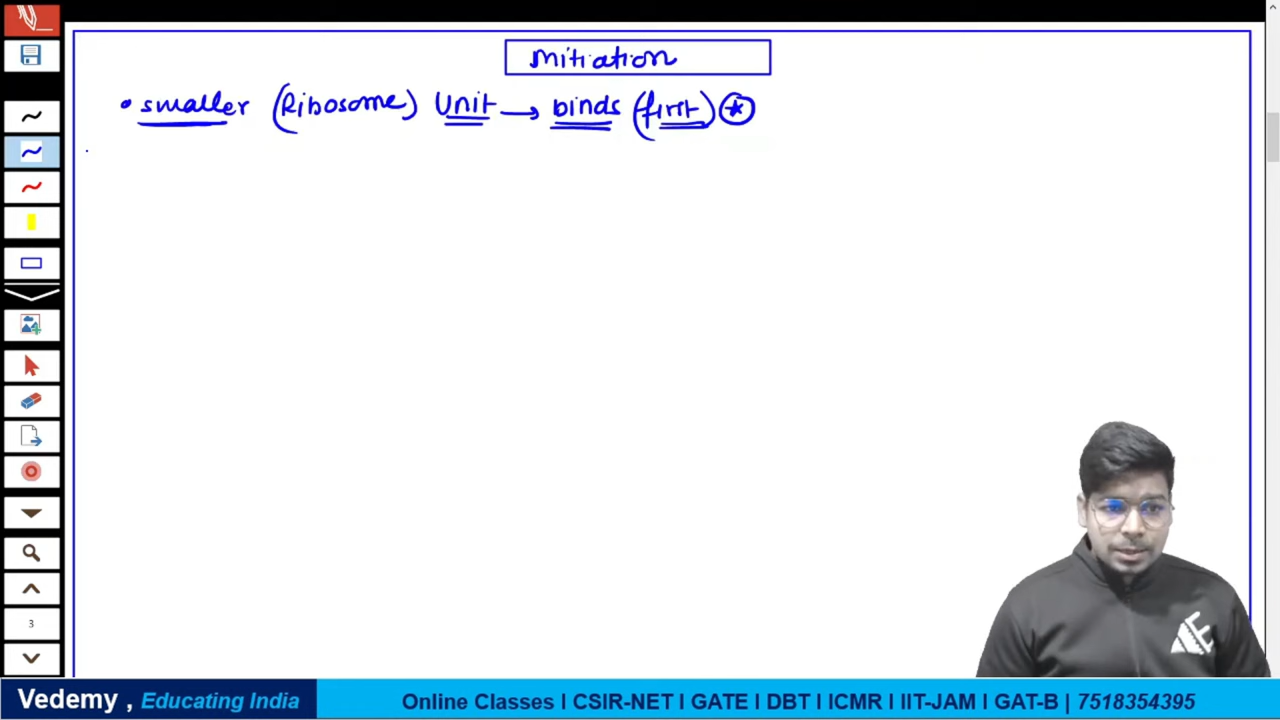 Initiation
• smaller (Ribosome) Unit → binds (first) *
3
Vedemy , Educating India
Online Classes I CSIR-NET I GATE I DBT I ICMR I IIT-JAM I GAT-B | 7518354395